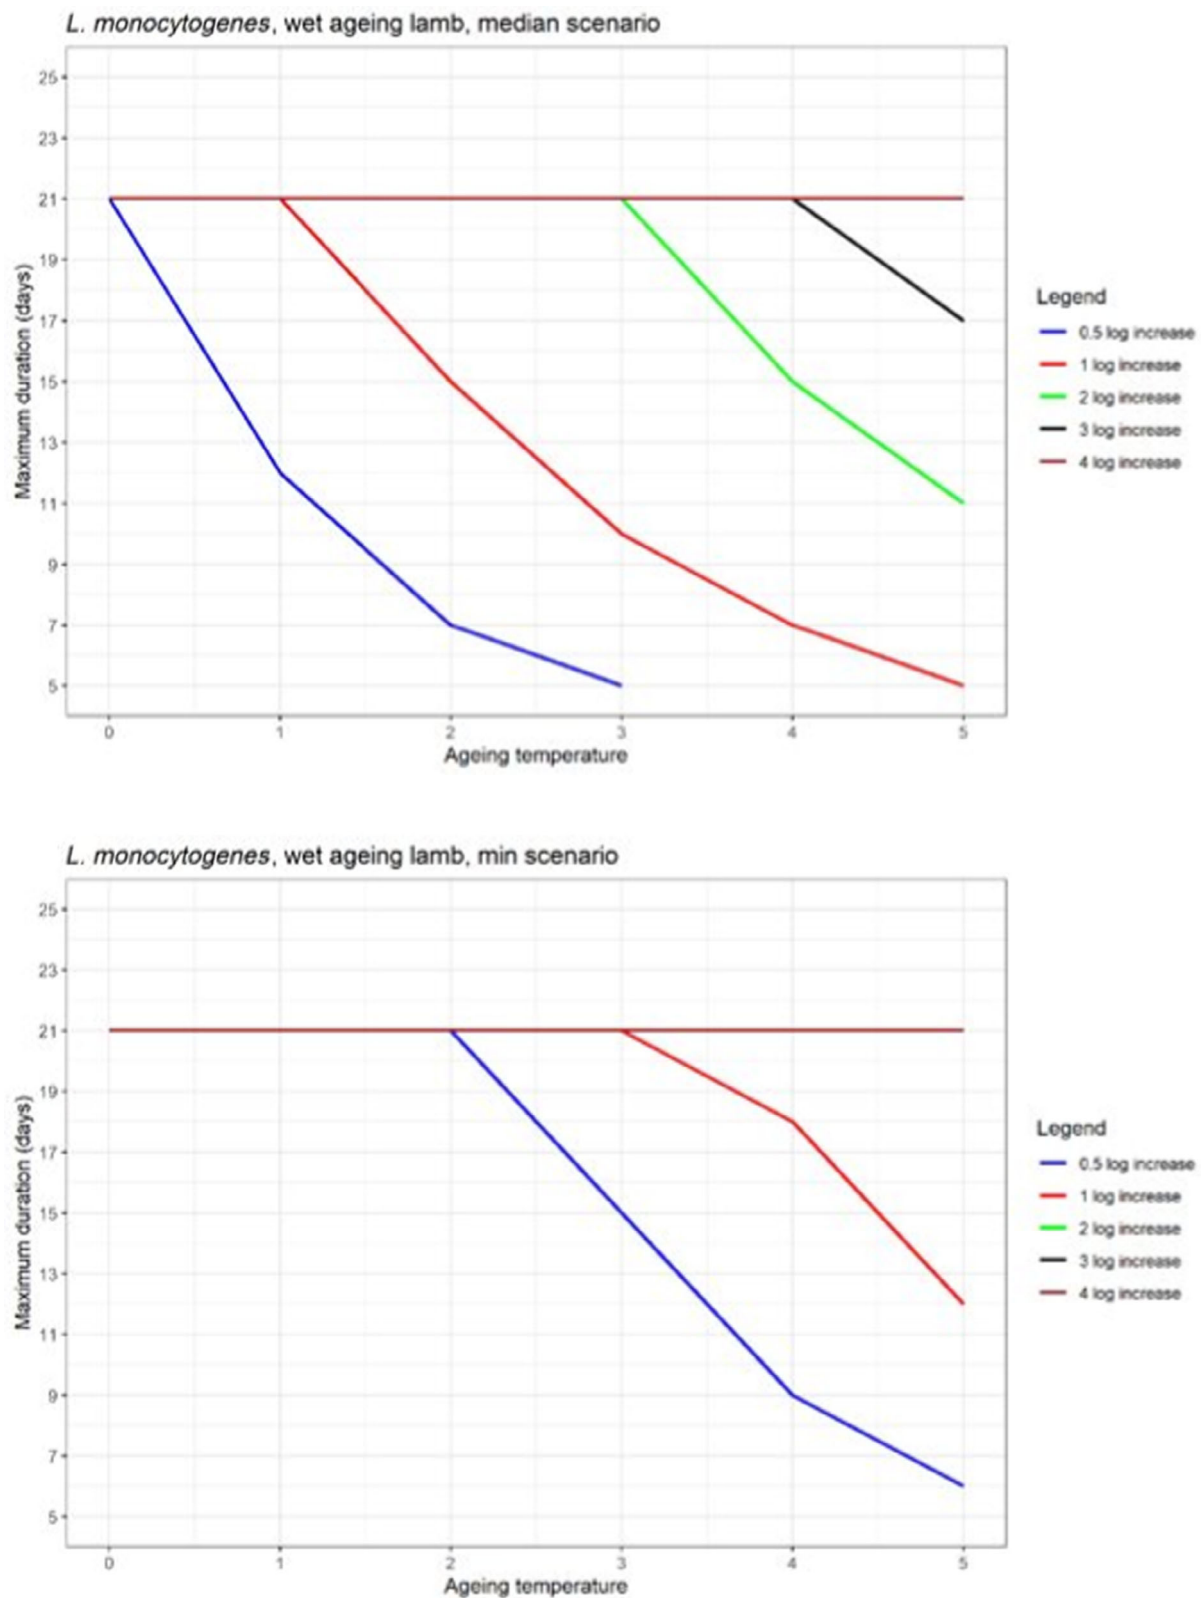 L. monocytogenes, wet ageing lamb, median scenario
25
23
21
19
17
15
13
11
9
7
5
Maximum duration (days)
0 1 2 3 4 5
Ageing temperature
Legend
0.5 log increase
1 log increase
2 log increase
3 log increase
4 log increase
L. monocytogenes, wet ageing lamb, min scenario
25
23
21
19
17
15
13
11
9
7
5
Maximum duration (days)
0 1 2 3 4 5
Ageing temperature
Legend
0.5 log increase
1 log increase
2 log increase
3 log increase
4 log increase